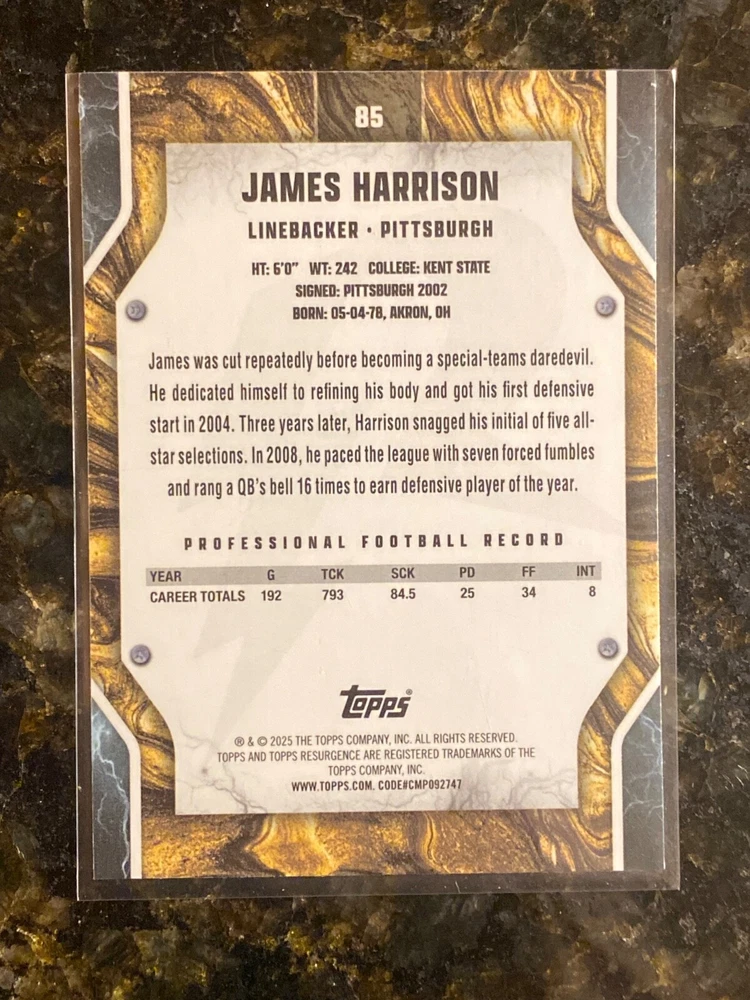 85
JAMES HARRISON
LINEBACKER • PITTSBURGH
HT: 6'0" WT: 242 COLLEGE: KENT STATE
SIGNED: PITTSBURGH 2002
BORN: 05-04-78, AKRON, OH
James was cut repeatedly before becoming a special-teams daredevil.
He dedicated himself to refining his body and got his first defensive
start in 2004. Three years later, Harrison snagged his initial of five all-
star selections. In 2008, he paced the league with seven forced fumbles
and rang a QB's bell 16 times to earn defensive player of the year.
PROFESSIONAL FOOTBALL RECORD
YEAR G TCK SCK PD FF INT
CAREER TOTALS 192 793 84.5 25 34 8
topps®
® & © 2025 THE TOPPS COMPANY, INC. ALL RIGHTS RESERVED.
TOPPS AND TOPPS RESURGENCE ARE REGISTERED TRADEMARKS OF THE
TOPPS COMPANY, INC.
WWW.TOPPS.COM. CODE#CMP092747